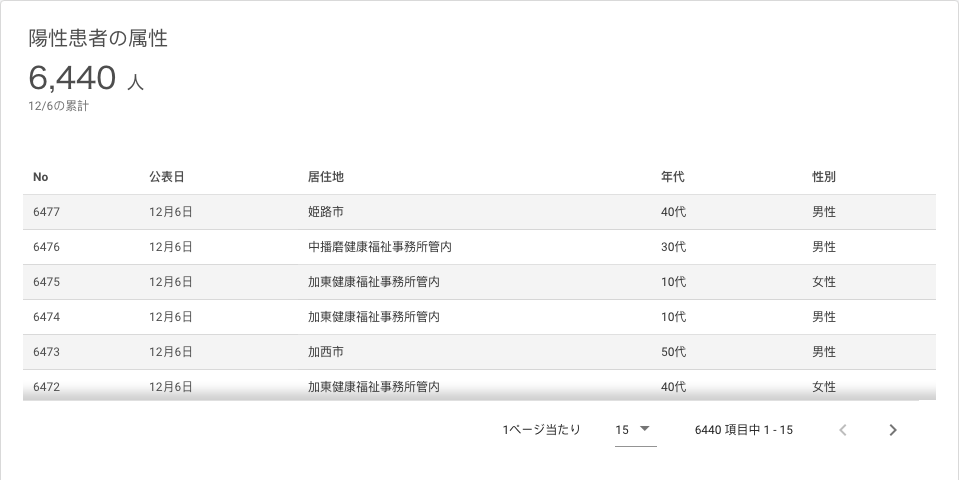 陽性患者の属性
6,440 人
12/6の累計
No 公表日 居住地 年代 性別
6477 12月6日 姫路市 40代 男性
6476 12月6日 中播磨健康福祉事務所管内 30代 男性
6475 12月6日 加東健康福祉事務所管内 10代 女性
6474 12月6日 加東健康福祉事務所管内 10代 男性
6473 12月6日 加西市 50代 男性
6472 12月6日 加東健康福祉事務所管内 40代 女性
1ページ当たり 15 6440 項目中 1 - 15